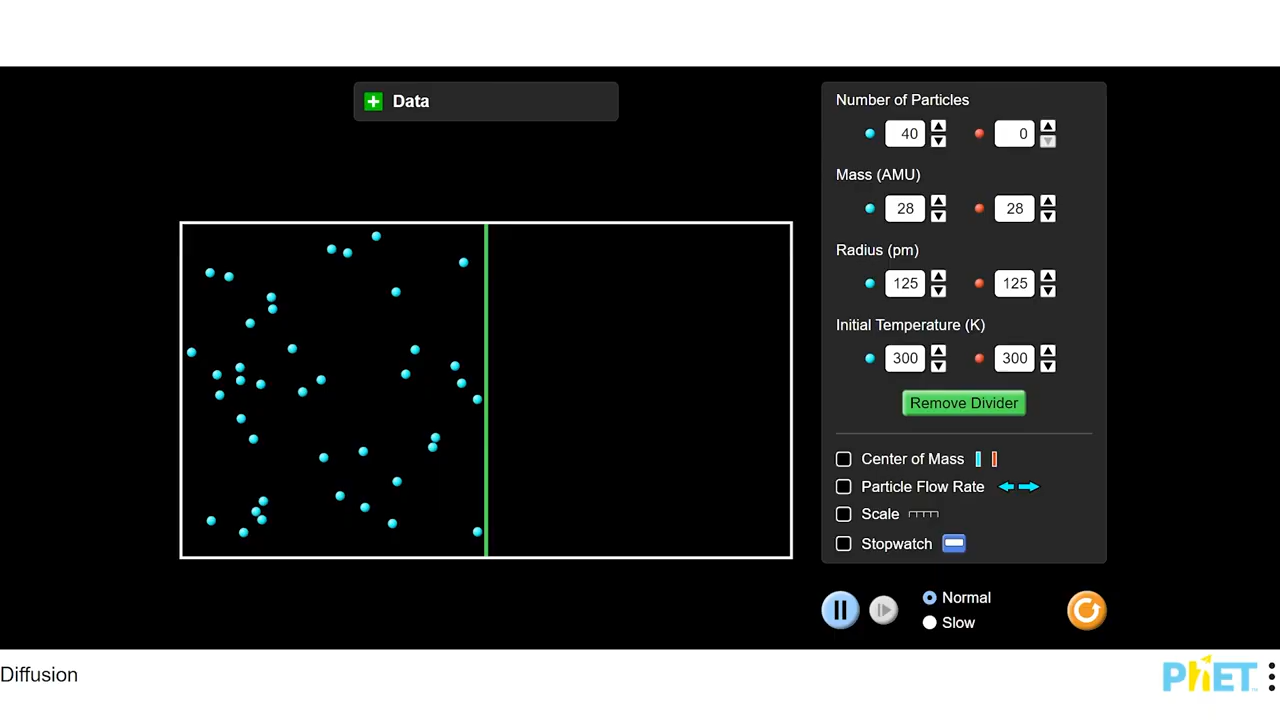 Data
Number of Particles
40 0
Mass (AMU)
28 28
Radius (pm)
125 125
Initial Temperature (K)
300 300
Remove Divider
Center of Mass
Particle Flow Rate
Scale
Stopwatch
Normal
Slow
Diffusion
PhET